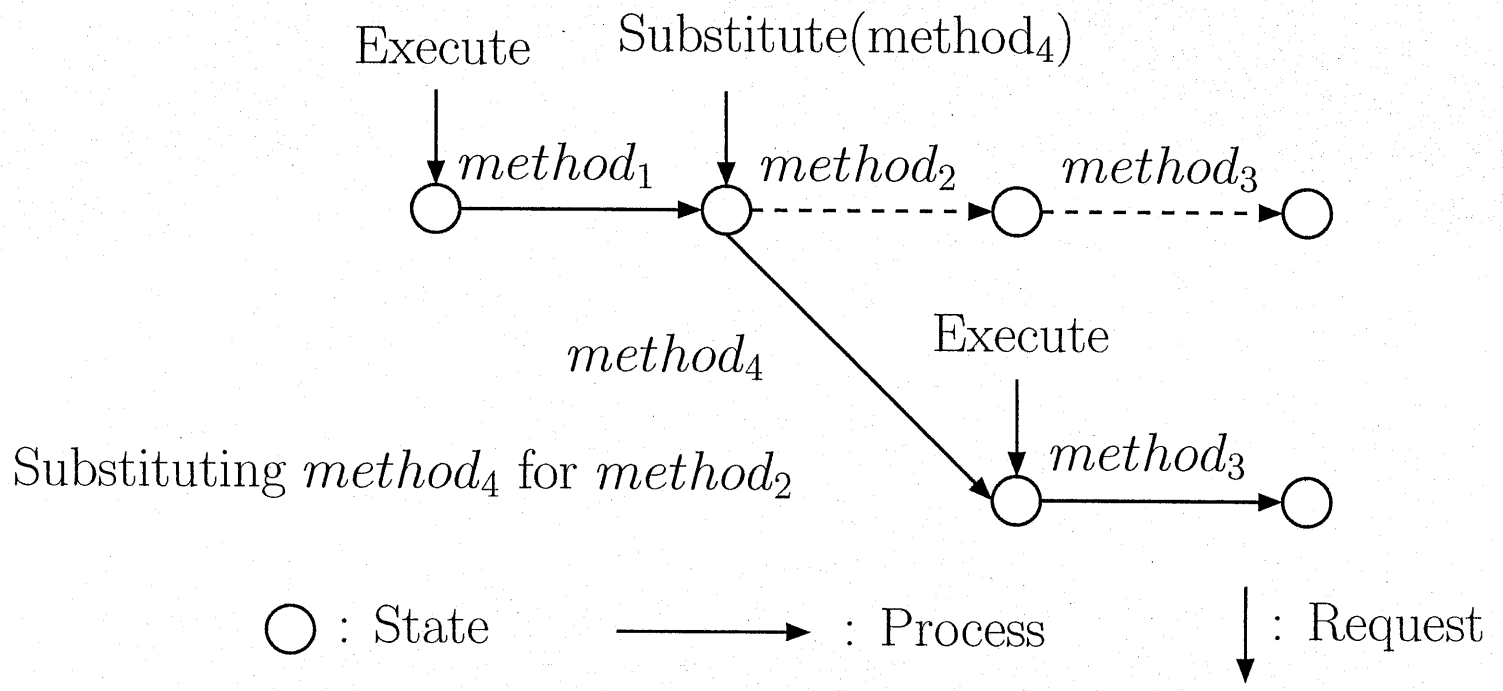 Execute
Substitute(method₄)
method₁
method₂
method₃
method₄
Execute
method₃
Substituting method₄ for method₂
: State
: Process
: Request